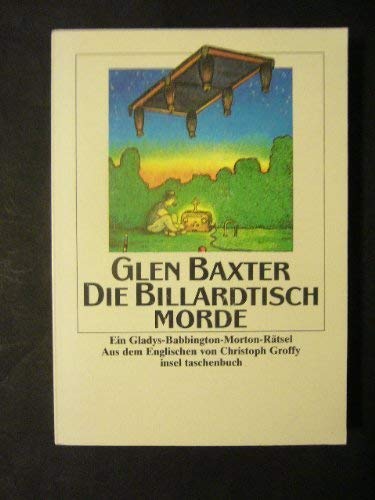 GLEN BAXTER
DIE BILLARDTISCH
MORDE
Ein Gladys-Babbington-Morton-Rätsel
Aus dem Englischen von Christoph Groffy
insel taschenbuch